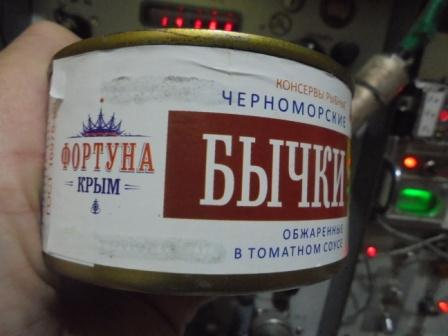 КОНСЕРВЫ РЫБНЫЕ
ЧЕРНОМОРСКИЕ
БЫЧКИ
ОБЖАРЕННЫЕ
В ТОМАТНОМ СОУСЕ
ФОРТУНА
КРЫМ